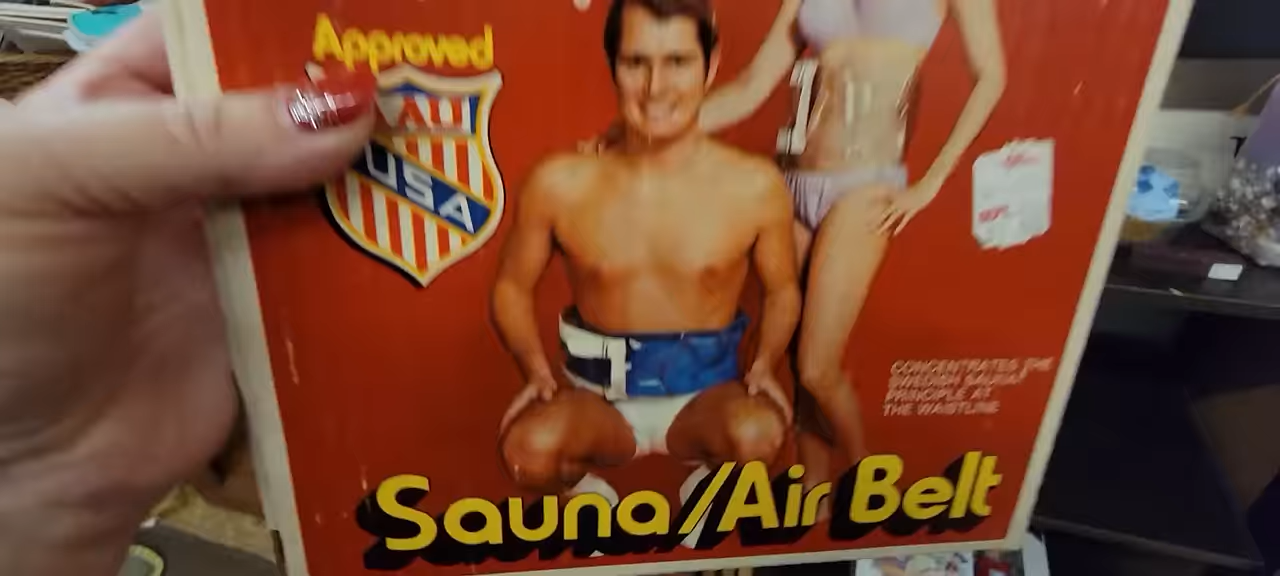 Approved
AAU
USA
CONCENTRATES THE
SWEDISH SAUNA
PRINCIPLE AT
THE WAISTLINE
Sauna/Air Belt